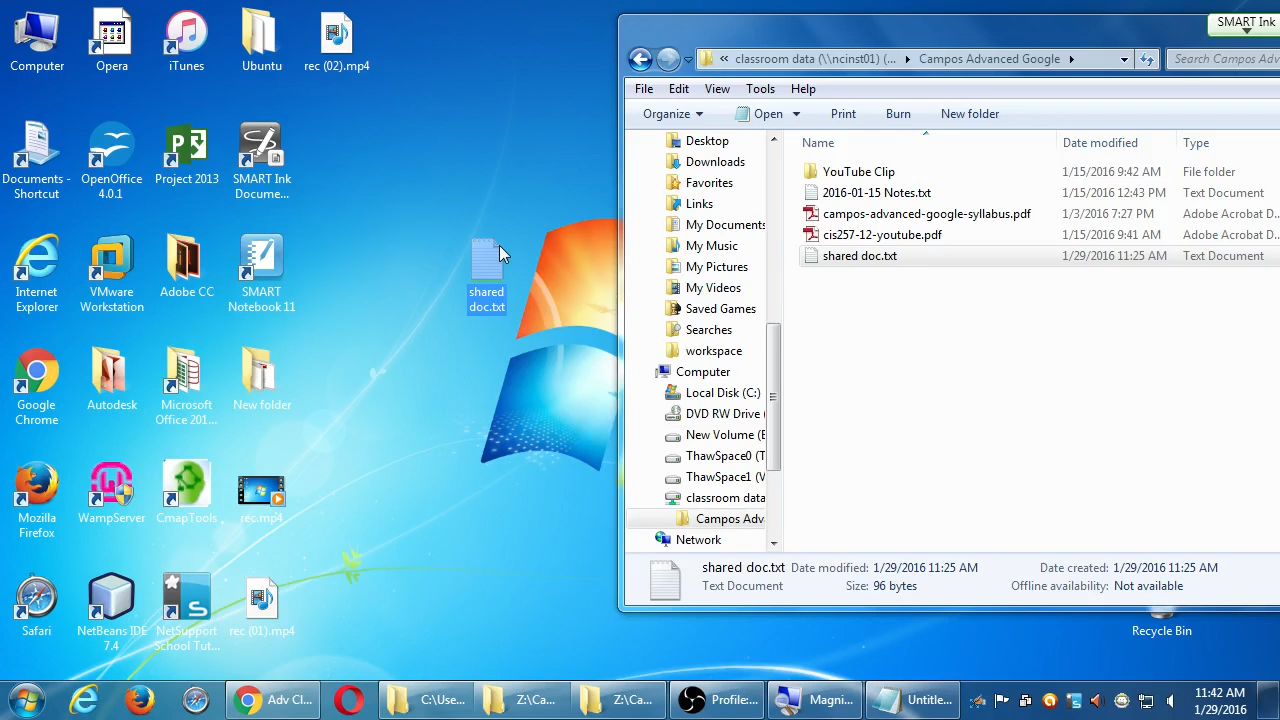 Computer
Opera
iTunes
Ubuntu
rec (02).mp4
Documents -
Shortcut
OpenOffice
4.0.1
Project 2013
SMART Ink
Docume...
Internet
Explorer
VMware
Workstation
Adobe CC
SMART
Notebook 11
Google
Chrome
Autodesk
Microsoft
Office 201...
New folder
Mozilla
Firefox
WampServer
CmapTools
rec.mp4
Safari
NetBeans IDE
7.4
NetSupport
School Tut...
rec (01).mp4
shared
doc.txt
SMART Ink
« classroom data (\\ncinst01) (...
Campos Advanced Google
Search Campos Adv
File Edit View Tools Help
Organize Open Print Burn New folder
Desktop
Downloads
Favorites
Links
My Documents
My Music
My Pictures
My Videos
Saved Games
Searches
workspace
Computer
Local Disk (C:)
DVD RW Drive (
New Volume (E
ThawSpace0 (T
ThawSpace1 (V
classroom data
Campos Adv
Network
Name Date modified Type
YouTube Clip 1/15/2016 9:42 AM File folder
2016-01-15 Notes.txt 1/15/2016 12:43 PM Text Document
campos-advanced-google-syllabus.pdf 1/3/2016 7:27 PM Adobe Acrobat D...
cis257-12-youtube.pdf 1/15/2016 9:41 AM Adobe Acrobat D...
shared doc.txt 1/29/2016 11:25 AM Text Document
shared doc.txt Date modified: 1/29/2016 11:25 AM Date created: 1/29/2016 11:25 AM
Text Document Size: 96 bytes Offline availability: Not available
Recycle Bin
Adv Cl...
C:\Use...
Z:\Ca...
Z:\Ca...
Profile:...
Magni...
Untitle...
11:42 AM
1/29/2016